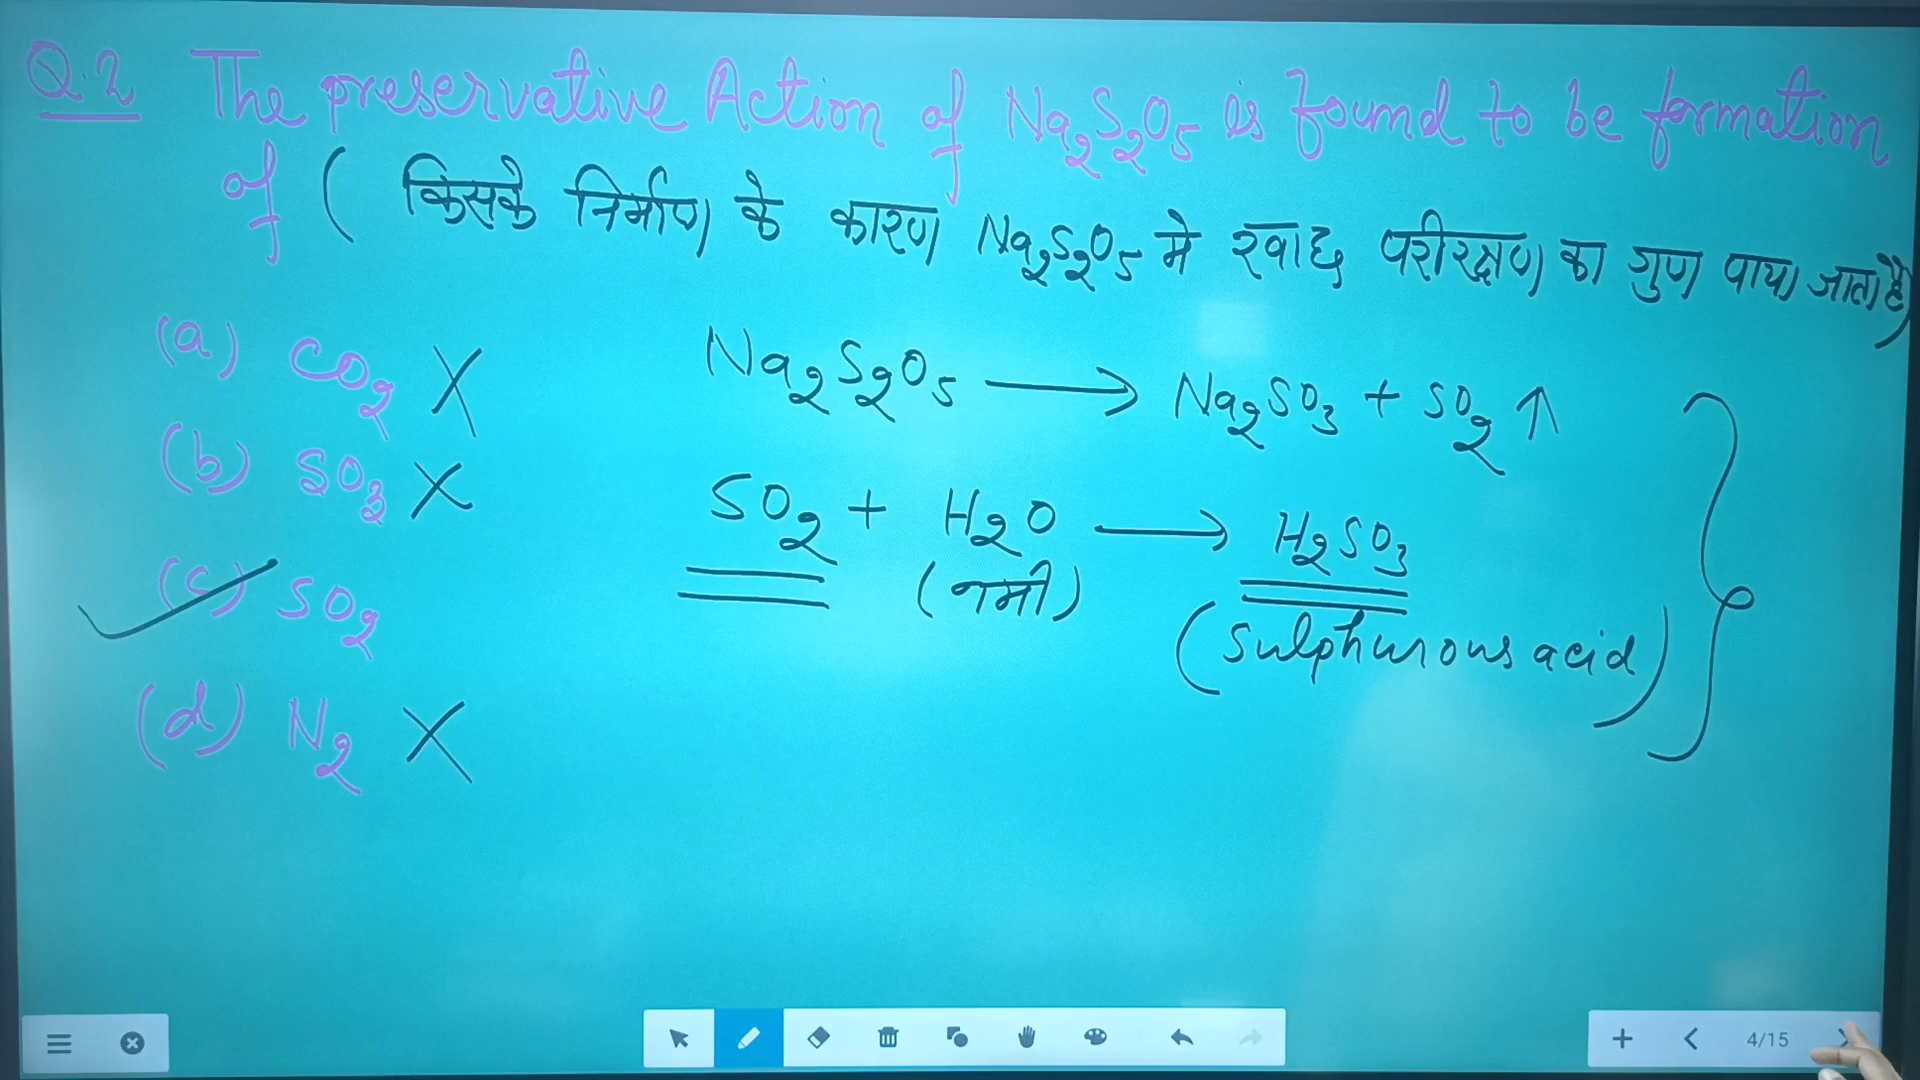 Q.2 The preservative Action of Na₂S₂O₅ is found to be formation
of ( किसके निर्माण के कारण Na₂S₂O₅ मे खाद्य परीरक्षण का गुण पाया जाता है)
(a) CO₂ X
Na₂S₂O₅ → Na₂SO₃ + SO₂ ↑
(b) SO₃ X
SO₂ + H₂O → H₂SO₃
(नमी)
(c) SO₂
(Sulphurous acid)
(d) N₂ X
4/15